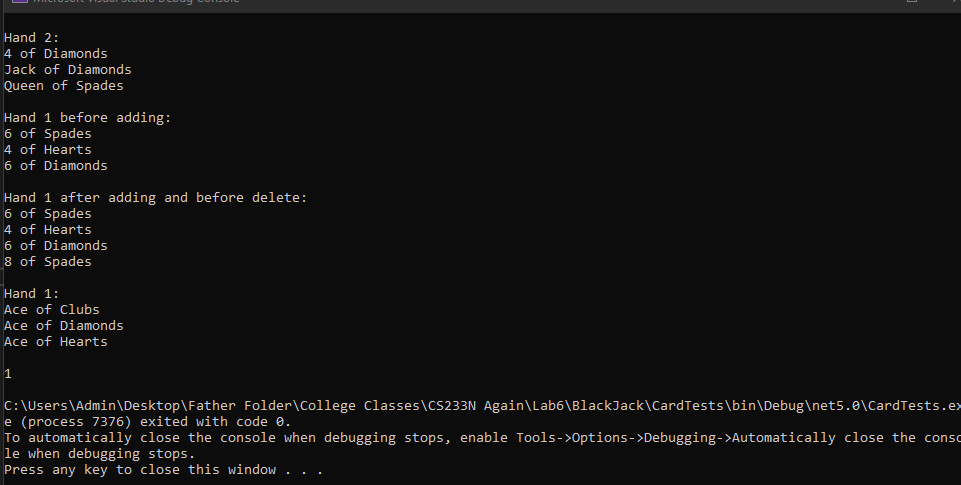 Microsoft Visual Studio Debug Console
Hand 2:
4 of Diamonds
Jack of Diamonds
Queen of Spades
Hand 1 before adding:
6 of Spades
4 of Hearts
6 of Diamonds
Hand 1 after adding and before delete:
6 of Spades
4 of Hearts
6 of Diamonds
8 of Spades
Hand 1:
Ace of Clubs
Ace of Diamonds
Ace of Hearts
1
C:\Users\Admin\Desktop\Father Folder\College Classes\CS233N Again\Lab6\BlackJack\CardTests\bin\Debug\net5.0\CardTests.ex
e (process 7376) exited with code 0.
To automatically close the console when debugging stops, enable Tools->Options->Debugging->Automatically close the conso
le when debugging stops.
Press any key to close this window . . .